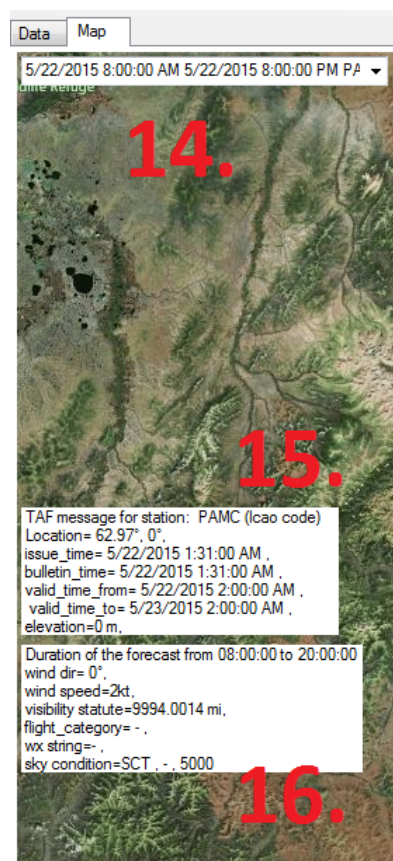 Data Map
5/22/2015 8:00:00 AM 5/22/2015 8:00:00 PM PA
Refuge
14.
15.
TAF message for station: PAMC (Icao code)
Location= 62.97°, 0°,
issue_time= 5/22/2015 1:31:00 AM ,
bulletin_time= 5/22/2015 1:31:00 AM ,
valid_time_from= 5/22/2015 2:00:00 AM ,
valid_time_to= 5/23/2015 2:00:00 AM ,
elevation=0 m,
Duration of the forecast from 08:00:00 to 20:00:00
wind dir= 0°,
wind speed=2kt,
visibility statute=9994.0014 mi,
flight_category= - ,
wx string=- ,
sky condition=SCT , - , 5000
16.